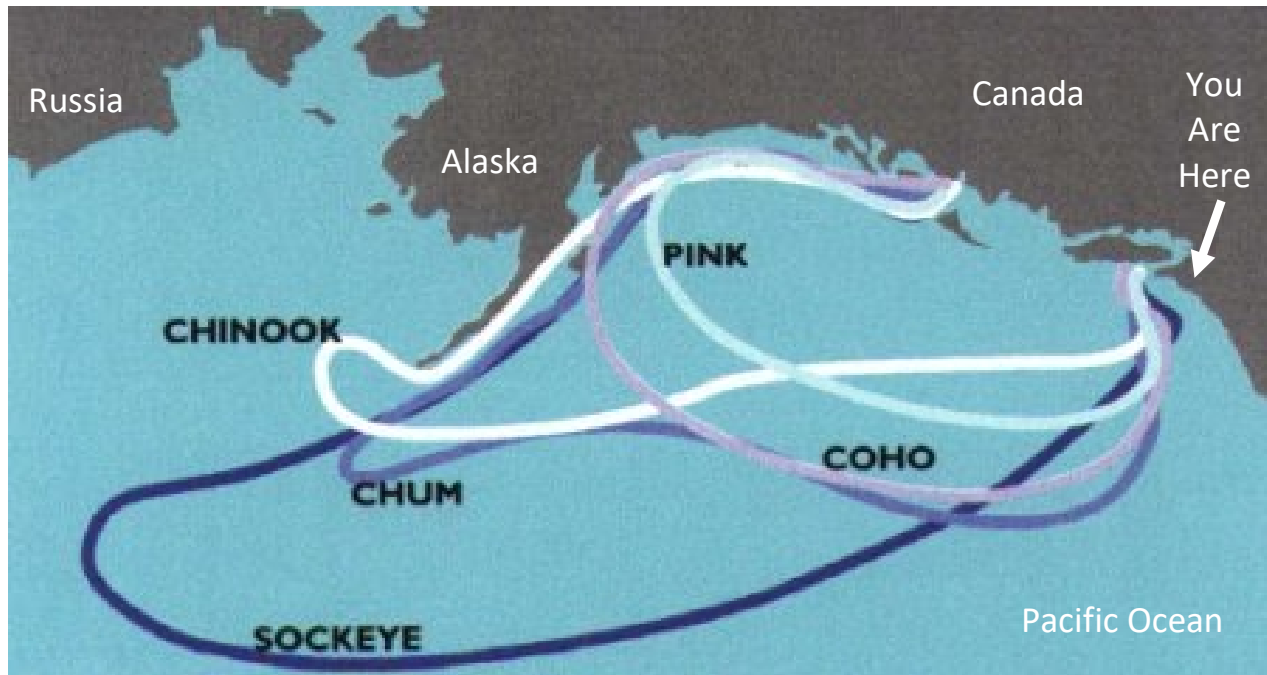 Russia
Alaska
Canada
You
Are
Here
PINK
CHINOOK
COHO
CHUM
SOCKEYE
Pacific Ocean